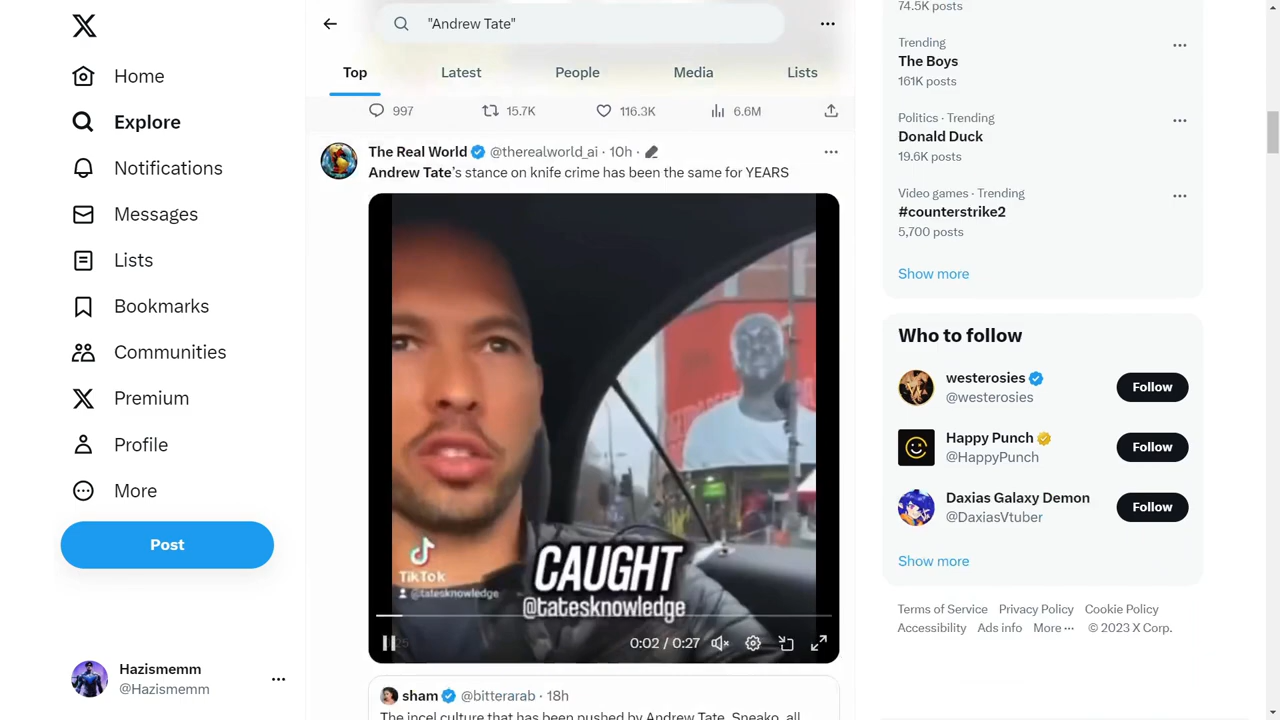 "Andrew Tate"
Home
Explore
Notifications
Messages
Lists
Bookmarks
Communities
Premium
Profile
More
Post
Hazismemm
@Hazismemm
Top
Latest
People
Media
Lists
997
15.7K
116.3K
6.6M
The Real World @therealworld_ai · 10h ·
Andrew Tate's stance on knife crime has been the same for YEARS
TikTok
@tatesknowledge
CAUGHT
@tatesknowledge
0:02 / 0:27
sham @bitterarab · 18h
The incel culture that has been pushed by Andrew Tate, Sneako, all
74.5K posts
Trending
The Boys
161K posts
Politics · Trending
Donald Duck
19.6K posts
Video games · Trending
#counterstrike2
5,700 posts
Show more
Who to follow
westerosies
@westerosies
Follow
Happy Punch
@HappyPunch
Follow
Daxias Galaxy Demon
@DaxiasVtuber
Follow
Show more
Terms of Service Privacy Policy Cookie Policy
Accessibility Ads info More ··· © 2023 X Corp.